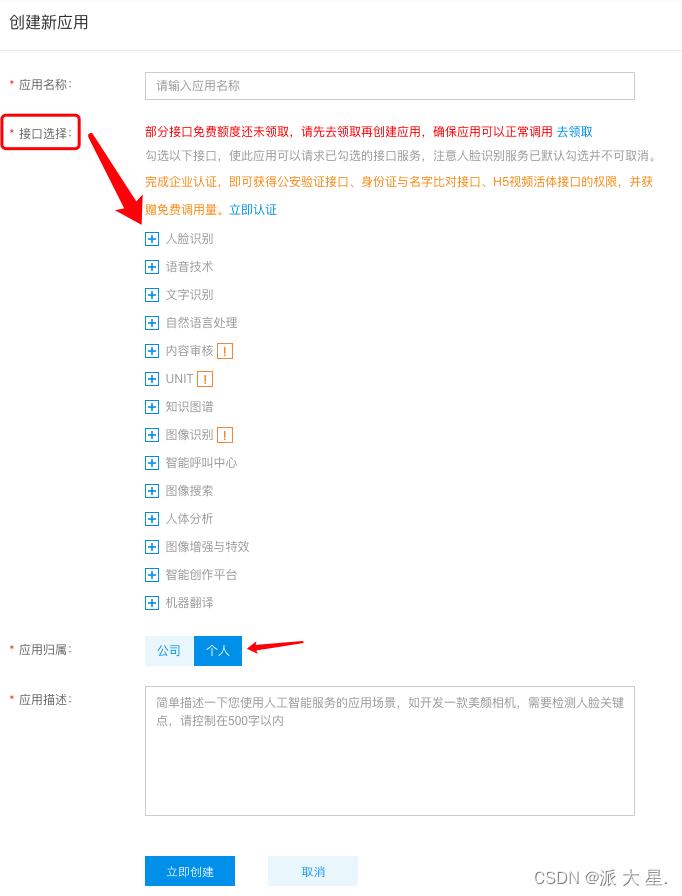 创建新应用
* 应用名称:
请输入应用名称
* 接口选择:
部分接口免费额度还未领取，请先去领取再创建应用，确保应用可以正常调用 去领取
勾选以下接口，使此应用可以请求已勾选的接口服务，注意人脸识别服务已默认勾选并不可取消。
完成企业认证，即可获得公安验证接口、身份证与名字比对接口、H5视频活体接口的权限，并获
赠免费调用量。立即认证
人脸识别
语音技术
文字识别
自然语言处理
内容审核 !
UNIT !
知识图谱
图像识别 !
智能呼叫中心
图像搜索
人体分析
图像增强与特效
智能创作平台
机器翻译
* 应用归属:
公司 个人
* 应用描述:
简单描述一下您使用人工智能服务的应用场景，如开发一款美颜相机，需要检测人脸关键
点，请控制在500字以内
立即创建 取消
CSDN @派 大 星.